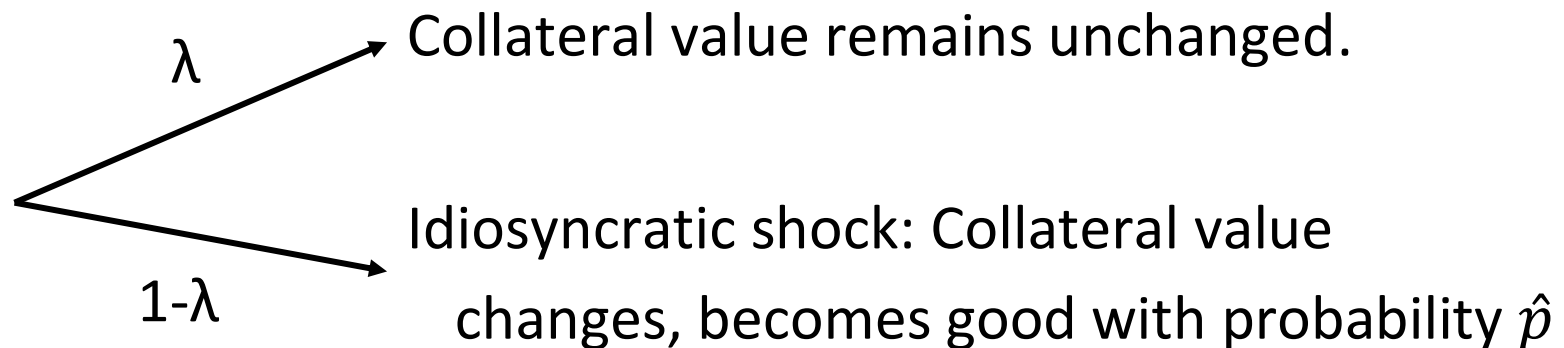 λ
Collateral value remains unchanged.
Idiosyncratic shock: Collateral value
1-λ
changes, becomes good with probability p̂